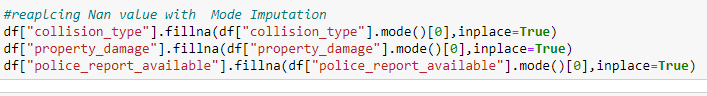 #reaplcing Nan value with  Mode Imputation
df["collision_type"].fillna(df["collision_type"].mode()[0],inplace=True)
df["property_damage"].fillna(df["property_damage"].mode()[0],inplace=True)
df["police_report_available"].fillna(df["police_report_available"].mode()[0],inplace=True)